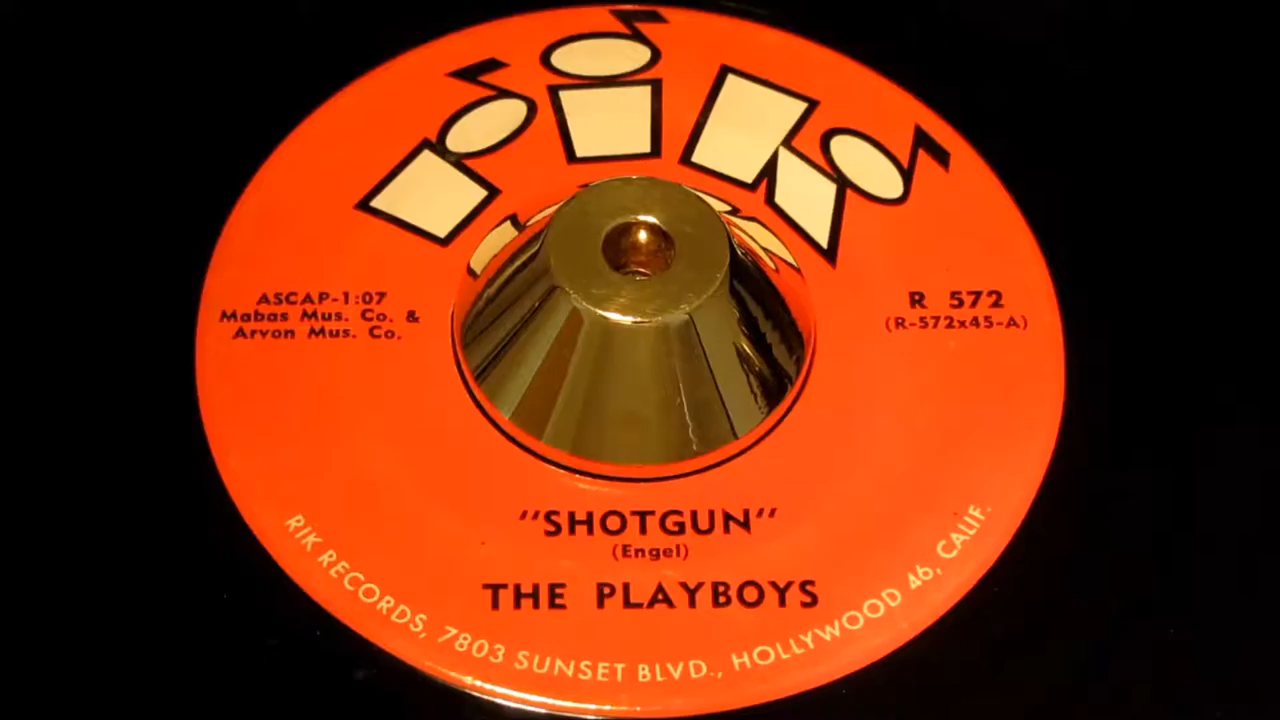 rik
ASCAP-1:07
Mabas Mus. Co. &
Arvon Mus. Co.
R 572
(R-572x45-A)
"SHOTGUN"
(Engel)
THE PLAYBOYS
RIK RECORDS, 7803 SUNSET BLVD., HOLLYWOOD 46, CALIF.